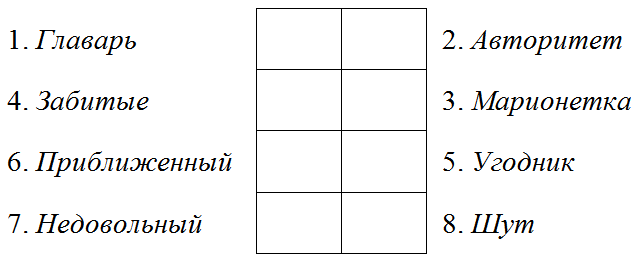 1. Главарь 2. Авторитет
4. Забитые 3. Марионетка
6. Приближенный 5. Угодник
7. Недовольный 8. Шут